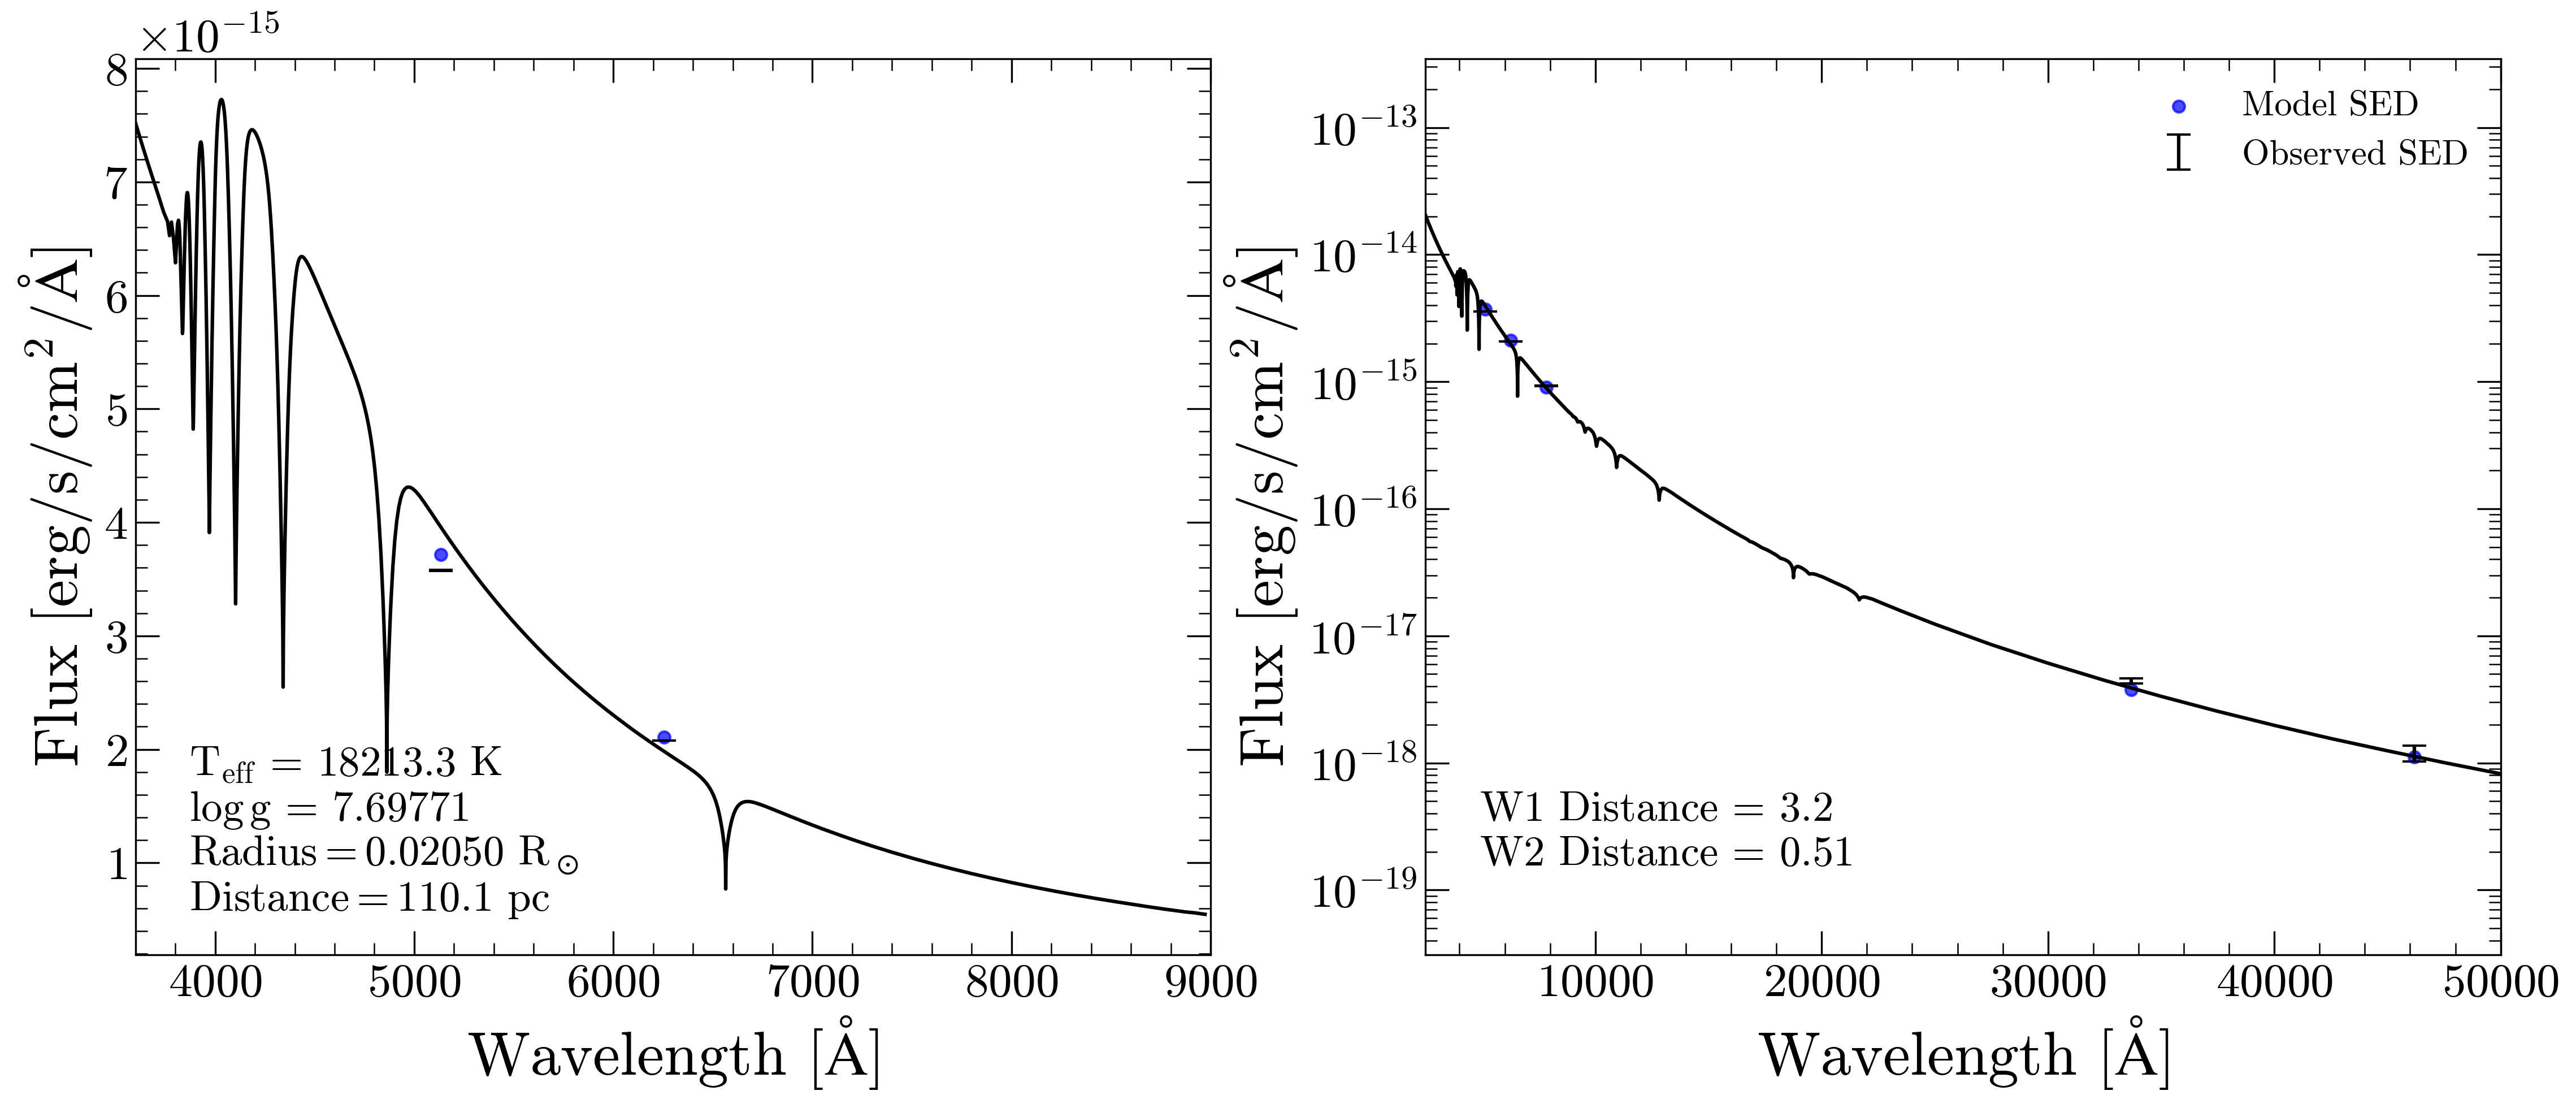 ×10⁻¹⁵
8
7
6
5
4
3
2
1
Flux [erg/s/cm²/Å]
T_eff = 18213.3 K
log g = 7.69771
Radius = 0.02050 R_⊙
Distance = 110.1 pc
4000 5000 6000 7000 8000 9000
Wavelength [Å]
10⁻¹³
10⁻¹⁴
10⁻¹⁵
10⁻¹⁶
10⁻¹⁷
10⁻¹⁸
10⁻¹⁹
Flux [erg/s/cm²/Å]
Model SED
Observed SED
W1 Distance = 3.2
W2 Distance = 0.51
10000 20000 30000 40000 50000
Wavelength [Å]